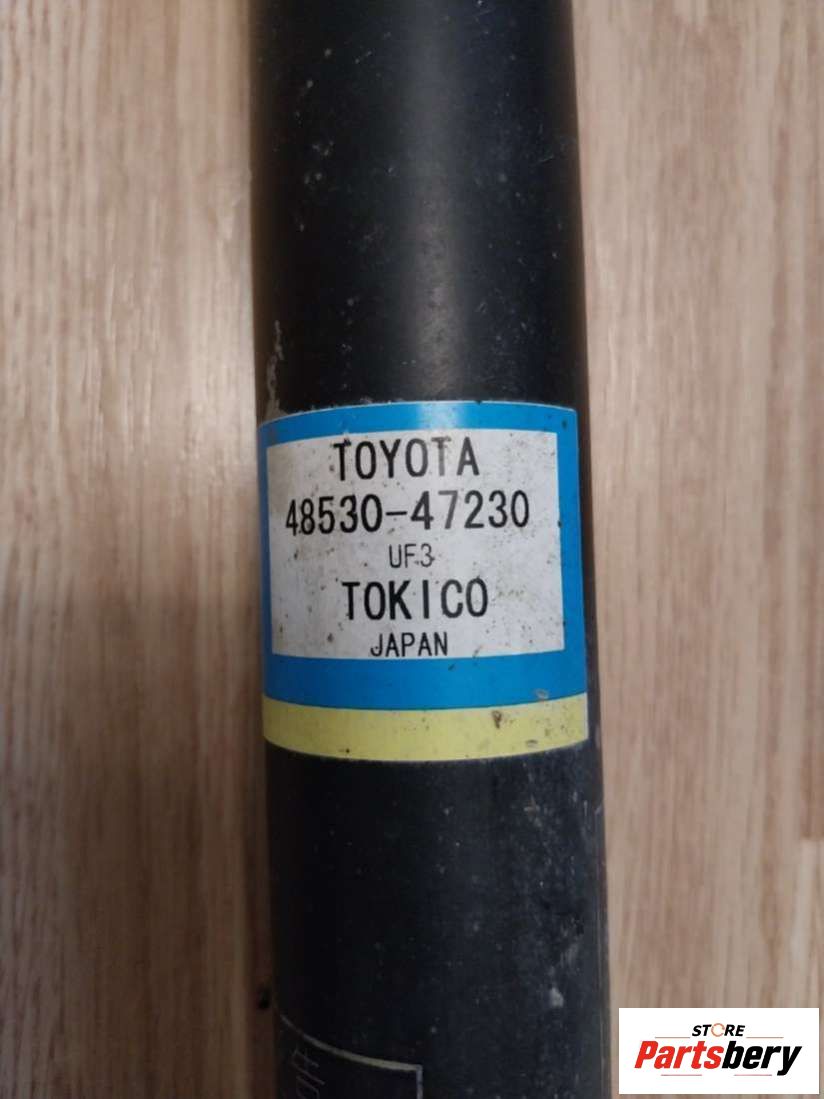 TOYOTA
48530-47230
UF3
TOKICO
JAPAN
STORE
Partsbery